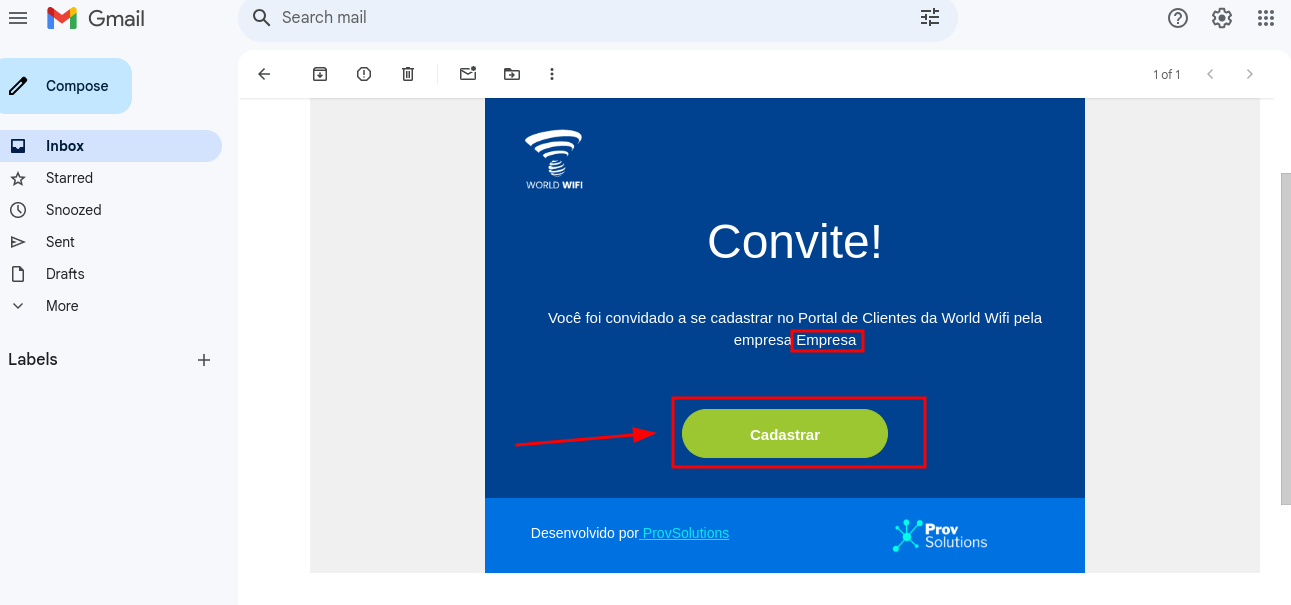 Gmail
Search mail
Compose
1 of 1
Inbox
Starred
Snoozed
Sent
Drafts
More
Labels
WORLD WIFI
Convite!
Você foi convidado a se cadastrar no Portal de Clientes da World Wifi pela
empresa Empresa
Cadastrar
Desenvolvido por ProvSolutions
Prov
Solutions